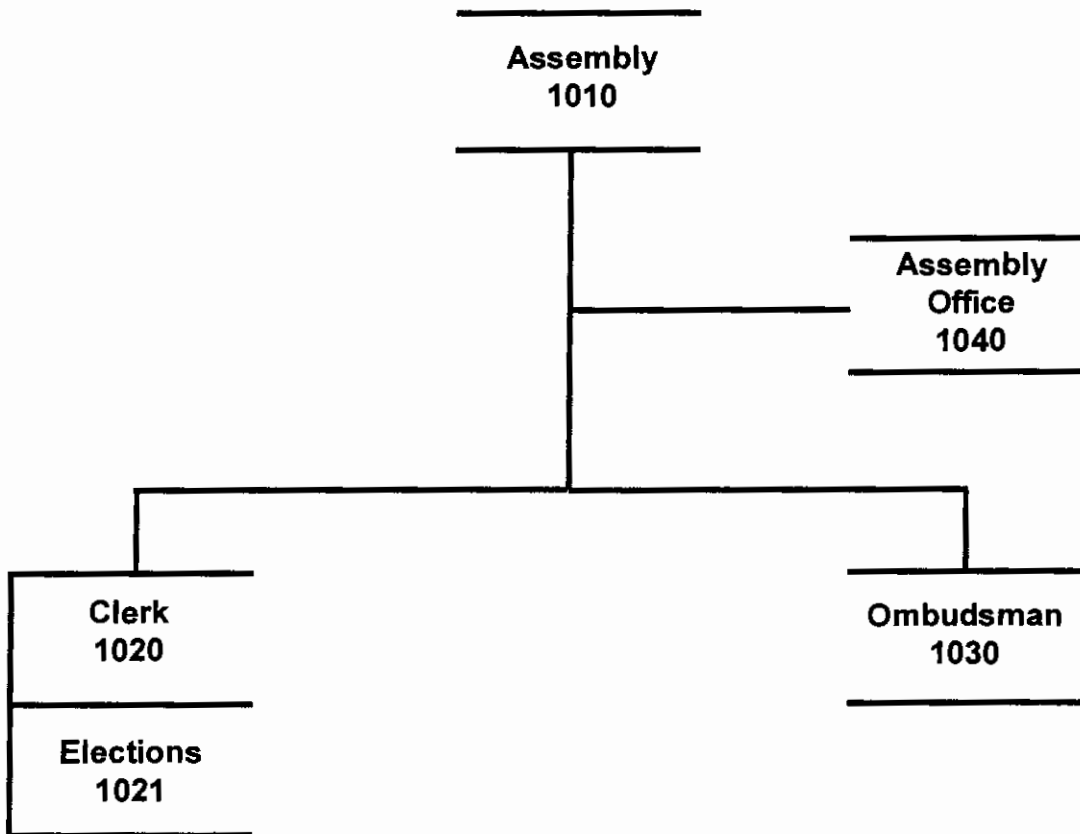 Assembly
1010
Assembly
Office
1040
Clerk
1020
Ombudsman
1030
Elections
1021